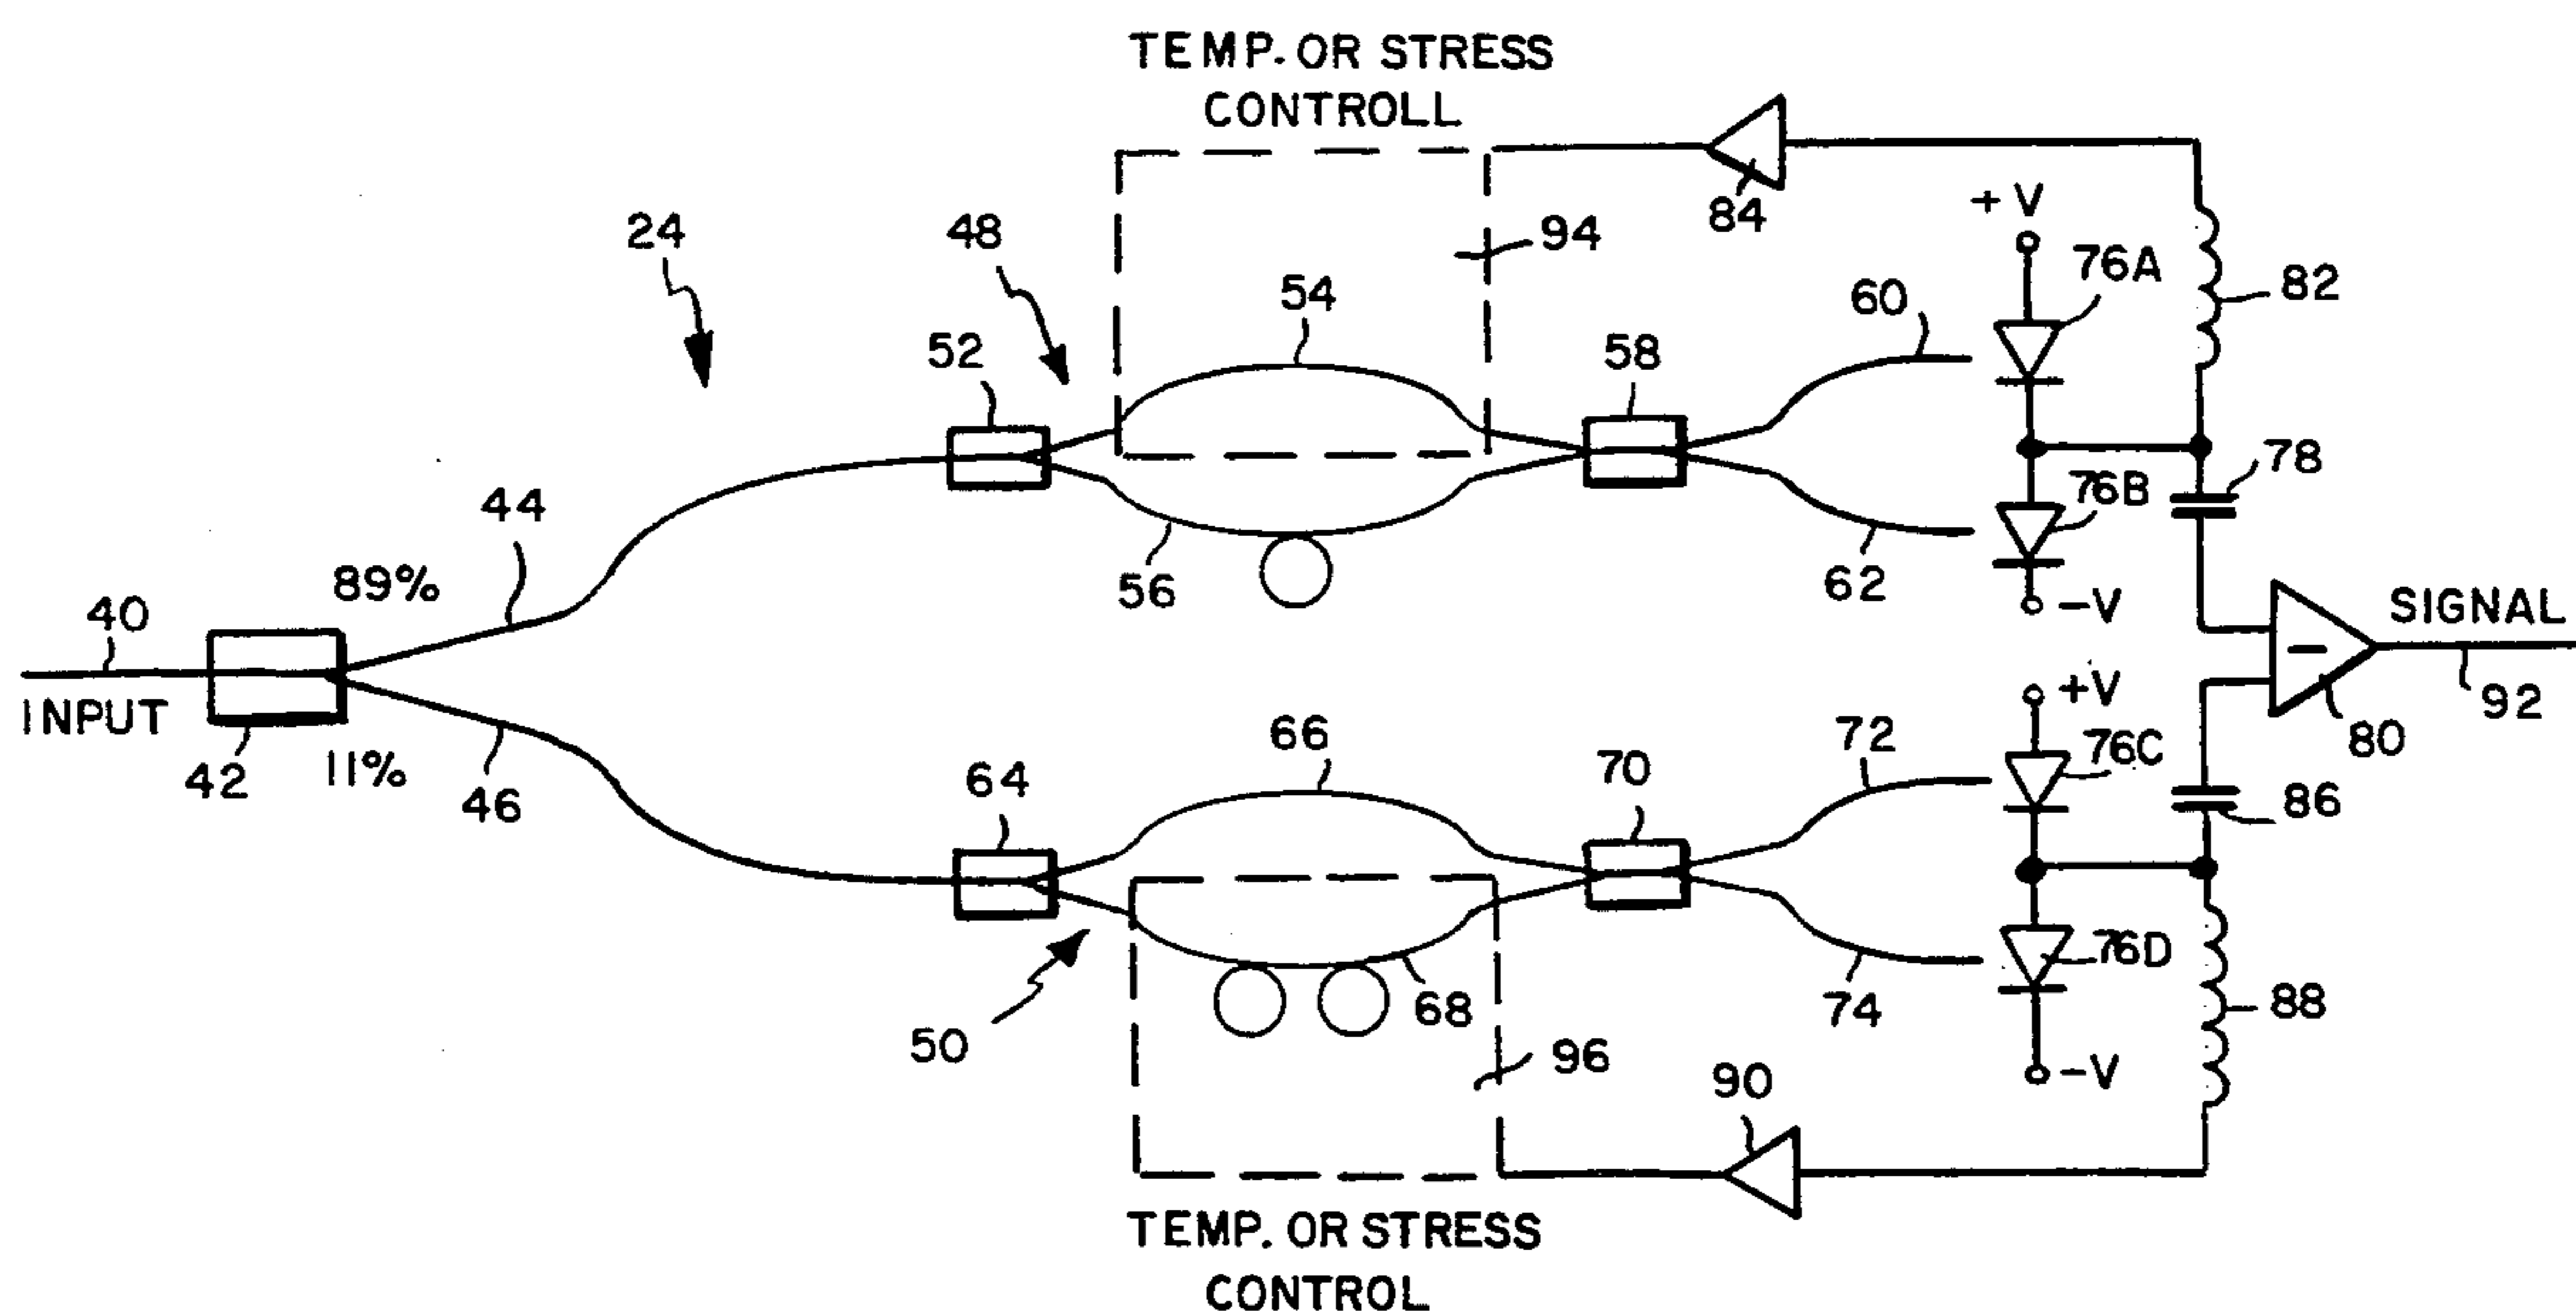 TEMP. OR STRESS
CONTROLL
84
+ V
24
48
94
76A
54
60
82
52
58
78
44
76B
89%
56
62
-V
40
SIGNAL
INPUT
+V
92
42
11%
46
66
72
76C
80
64
70
86
76D
68
74
88
50
96
-V
90
TEMP. OR STRESS
CONTROL